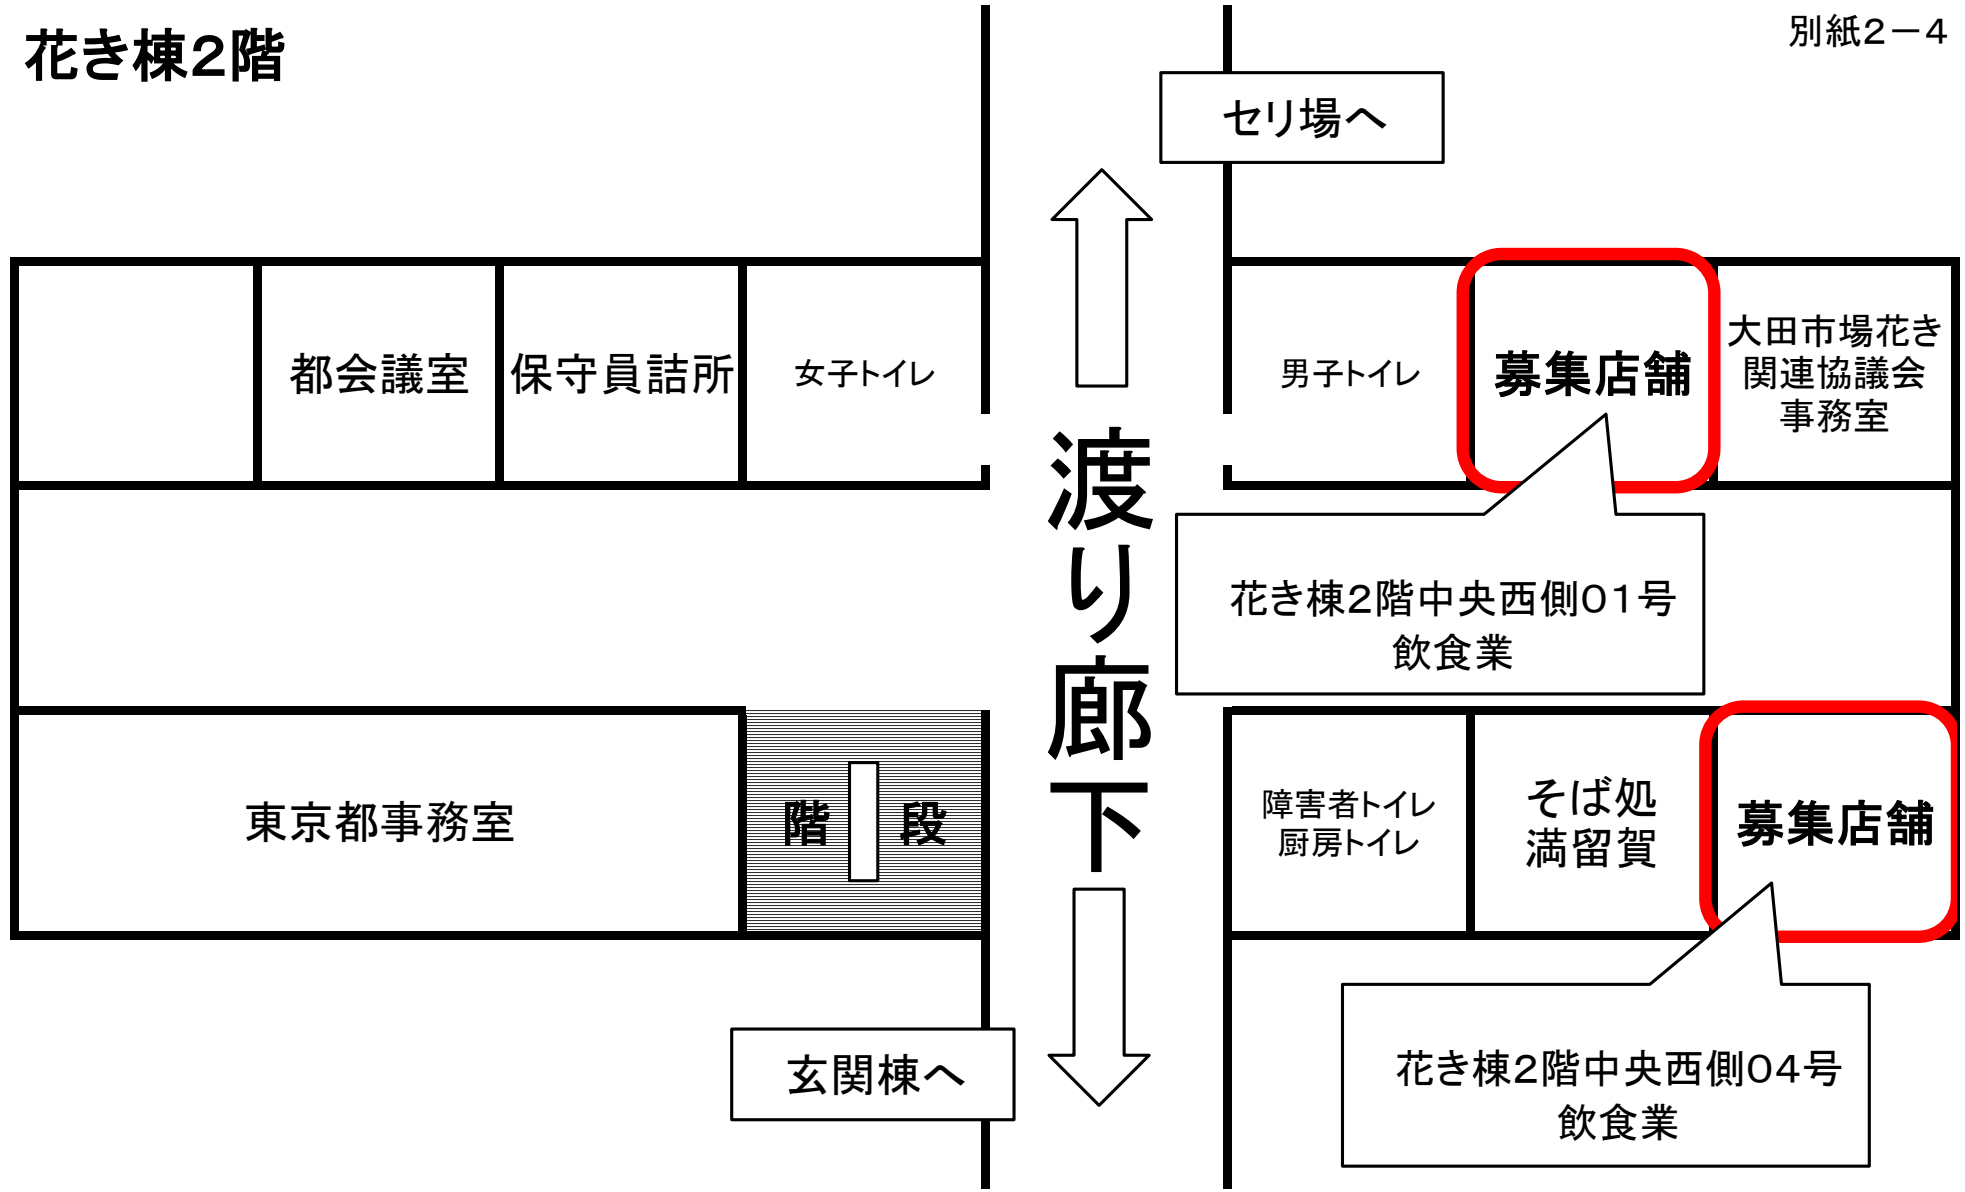 花き棟２階
別紙２－４
セリ場へ
都会議室
保守員詰所
女子トイレ
男子トイレ
募集店舗
大田市場花き
関連協議会
事務室
渡り廊下
花き棟２階中央西側０１号
飲食業
東京都事務室
階 段
障害者トイレ
厨房トイレ
そば処
満留賀
募集店舗
玄関棟へ
花き棟２階中央西側０４号
飲食業